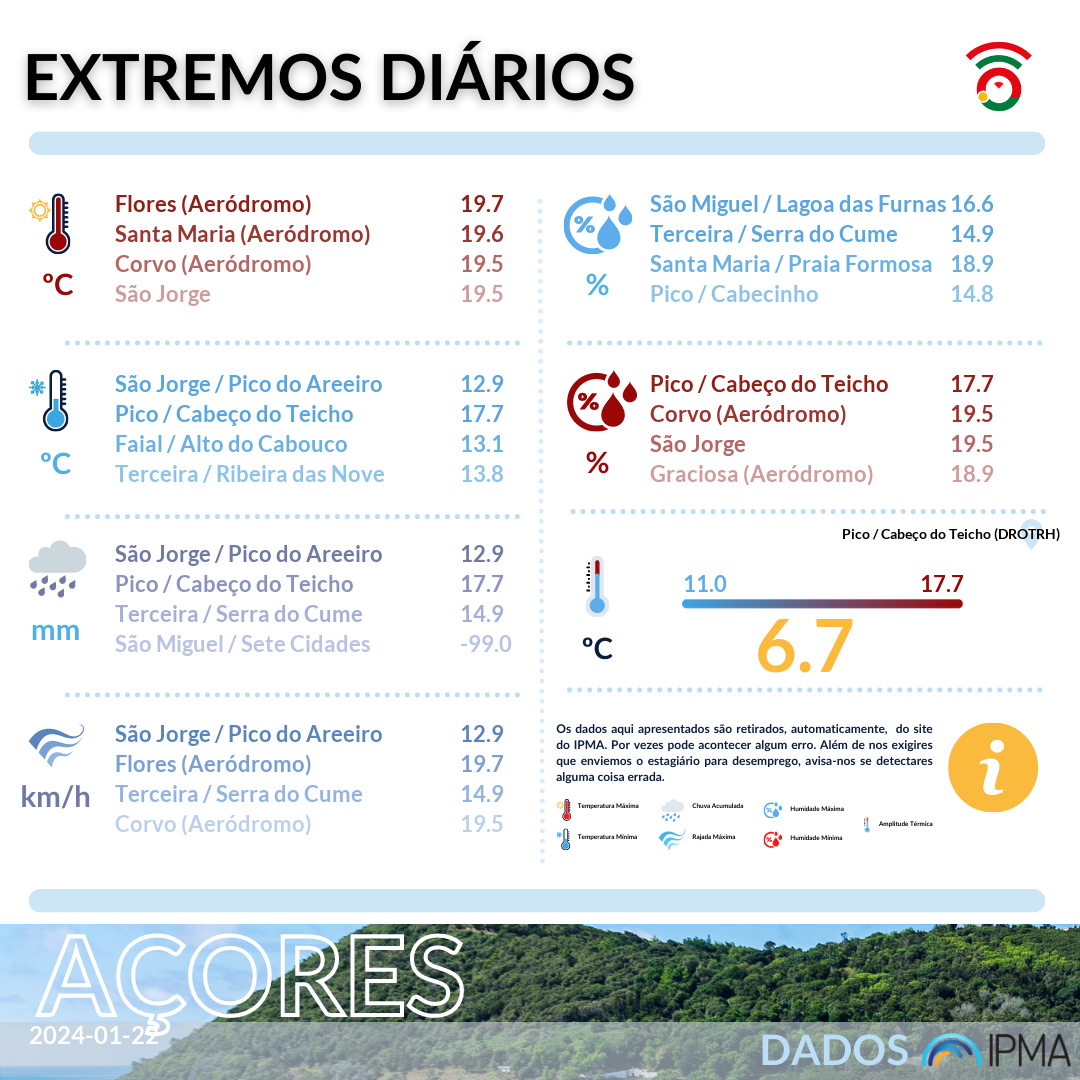 EXTREMOS DIÁRIOS
Flores (Aeródromo) 19.7
Santa Maria (Aeródromo) 19.6
Corvo (Aeródromo) 19.5
São Jorge 19.5
ºC
São Jorge / Pico do Areeiro 12.9
Pico / Cabeço do Teicho 17.7
Faial / Alto do Cabouco 13.1
Terceira / Ribeira das Nove 13.8
ºC
São Jorge / Pico do Areeiro 12.9
Pico / Cabeço do Teicho 17.7
Terceira / Serra do Cume 14.9
São Miguel / Sete Cidades -99.0
mm
São Jorge / Pico do Areeiro 12.9
Flores (Aeródromo) 19.7
Terceira / Serra do Cume 14.9
Corvo (Aeródromo) 19.5
km/h
São Miguel / Lagoa das Furnas 16.6
Terceira / Serra do Cume 14.9
Santa Maria / Praia Formosa 18.9
Pico / Cabecinho 14.8
%
%
Pico / Cabeço do Teicho 17.7
Corvo (Aeródromo) 19.5
São Jorge 19.5
Graciosa (Aeródromo) 18.9
%
%
Pico / Cabeço do Teicho (DROTRH)
11.0 17.7
6.7
ºC
Os dados aqui apresentados são retirados, automaticamente, do site
do IPMA. Por vezes pode acontecer algum erro. Além de nos exigires
que enviemos o estagiário para desemprego, avisa-nos se detectares
alguma coisa errada.
i
Temperatura Máxima Chuva Acumulada Humidade Máxima
Amplitude Térmica
Temperatura Mínima Rajada Máxima Humidade Mínima
AÇORES
2024-01-22
DADOS IPMA